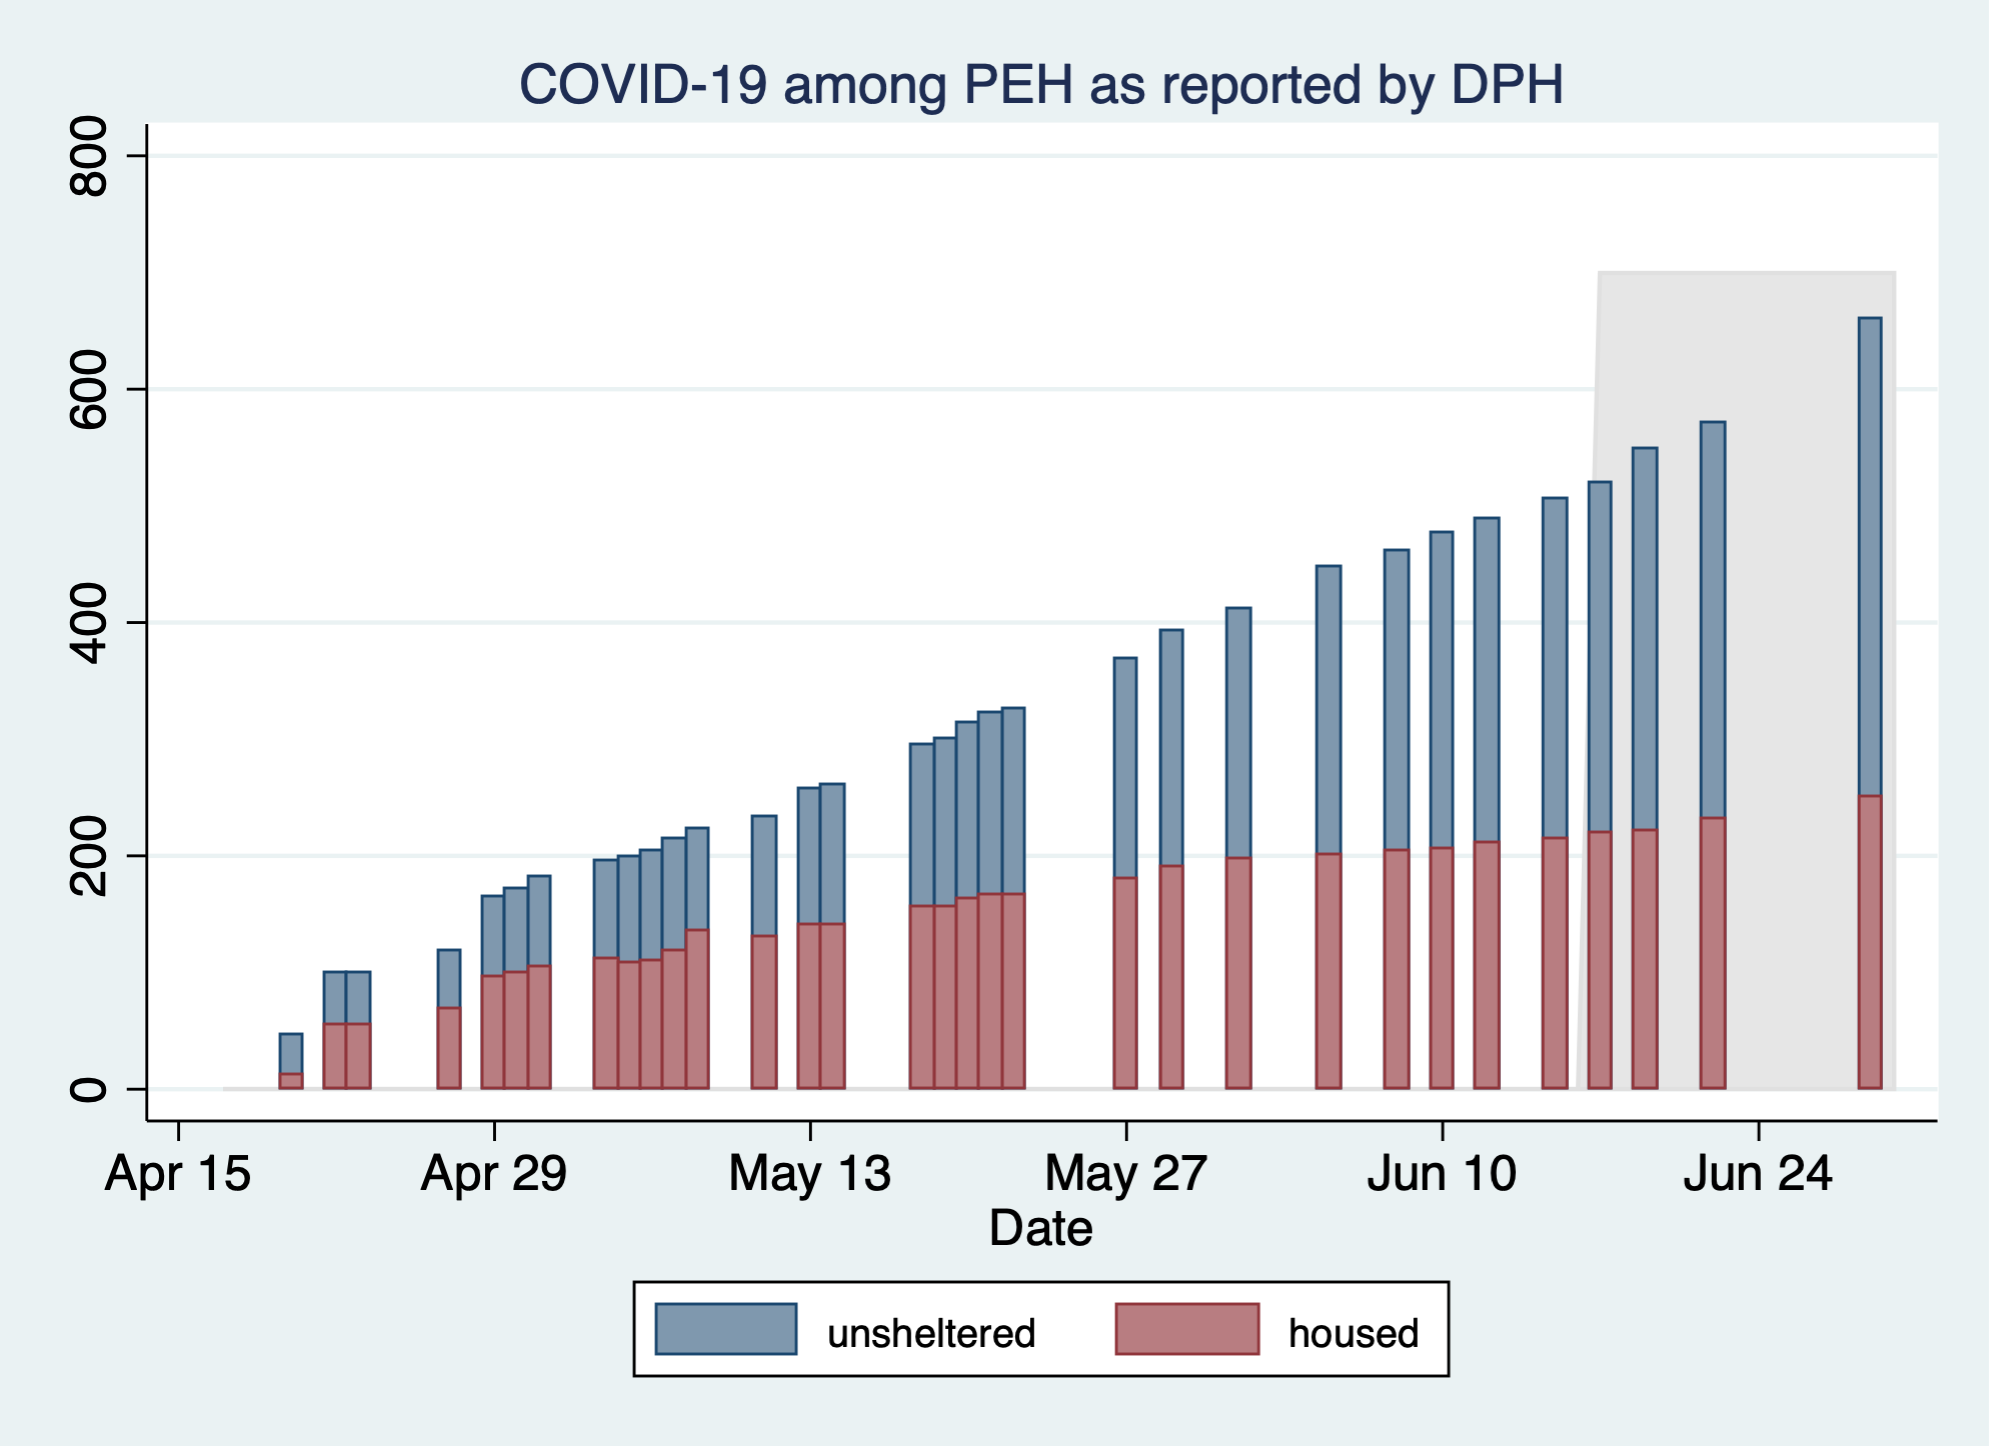 COVID-19 among PEH as reported by DPH
800
600
400
200
0
Apr 15 Apr 29 May 13 May 27 Jun 10 Jun 24
Date
unsheltered housed